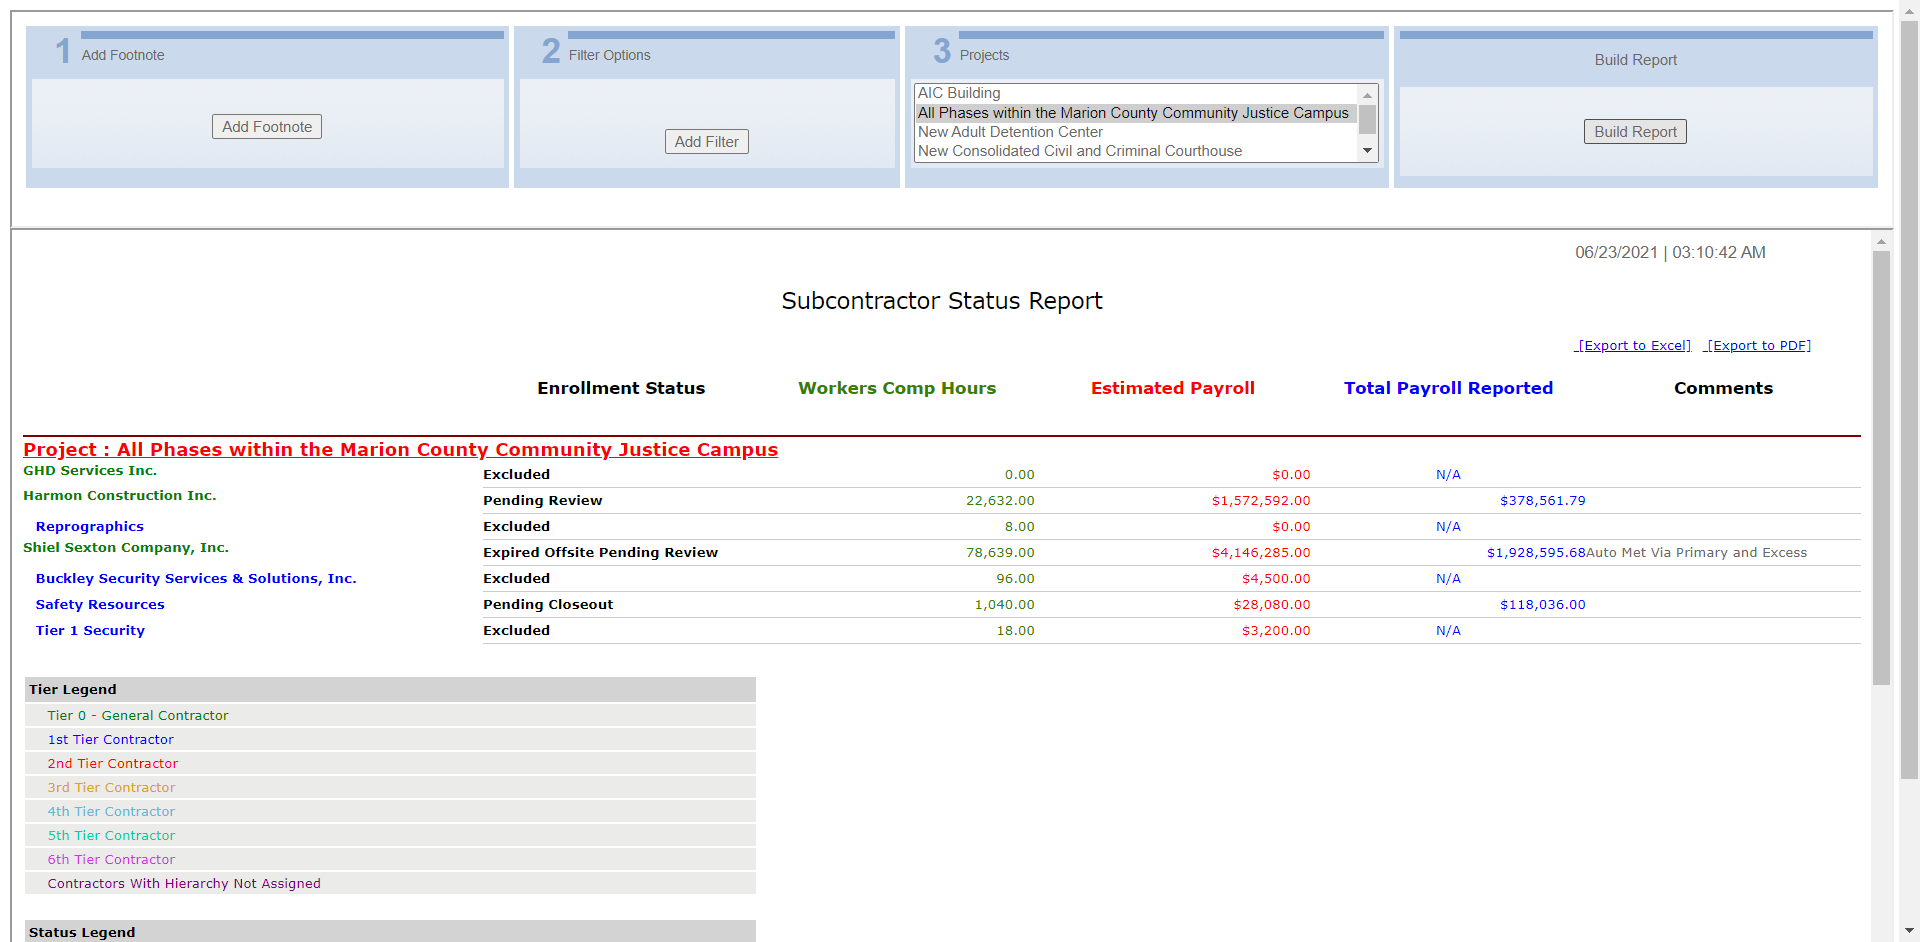 1 Add Footnote
Add Footnote
2 Filter Options
Add Filter
3 Projects
AIC Building
All Phases within the Marion County Community Justice Campus
New Adult Detention Center
New Consolidated Civil and Criminal Courthouse
Build Report
Build Report
06/23/2021 | 03:10:42 AM
Subcontractor Status Report
[Export to Excel] [Export to PDF]
Enrollment Status Workers Comp Hours Estimated Payroll Total Payroll Reported Comments
Project : All Phases within the Marion County Community Justice Campus
GHD Services Inc. Excluded 0.00 $0.00 N/A
Harmon Construction Inc. Pending Review 22,632.00 $1,572,592.00 $378,561.79
Reprographics Excluded 8.00 $0.00 N/A
Shiel Sexton Company, Inc. Expired Offsite Pending Review 78,639.00 $4,146,285.00 $1,928,595.68 Auto Met Via Primary and Excess
Buckley Security Services & Solutions, Inc. Excluded 96.00 $4,500.00 N/A
Safety Resources Pending Closeout 1,040.00 $28,080.00 $118,036.00
Tier 1 Security Excluded 18.00 $3,200.00 N/A
Tier Legend
Tier 0 - General Contractor
1st Tier Contractor
2nd Tier Contractor
3rd Tier Contractor
4th Tier Contractor
5th Tier Contractor
6th Tier Contractor
Contractors With Hierarchy Not Assigned
Status Legend